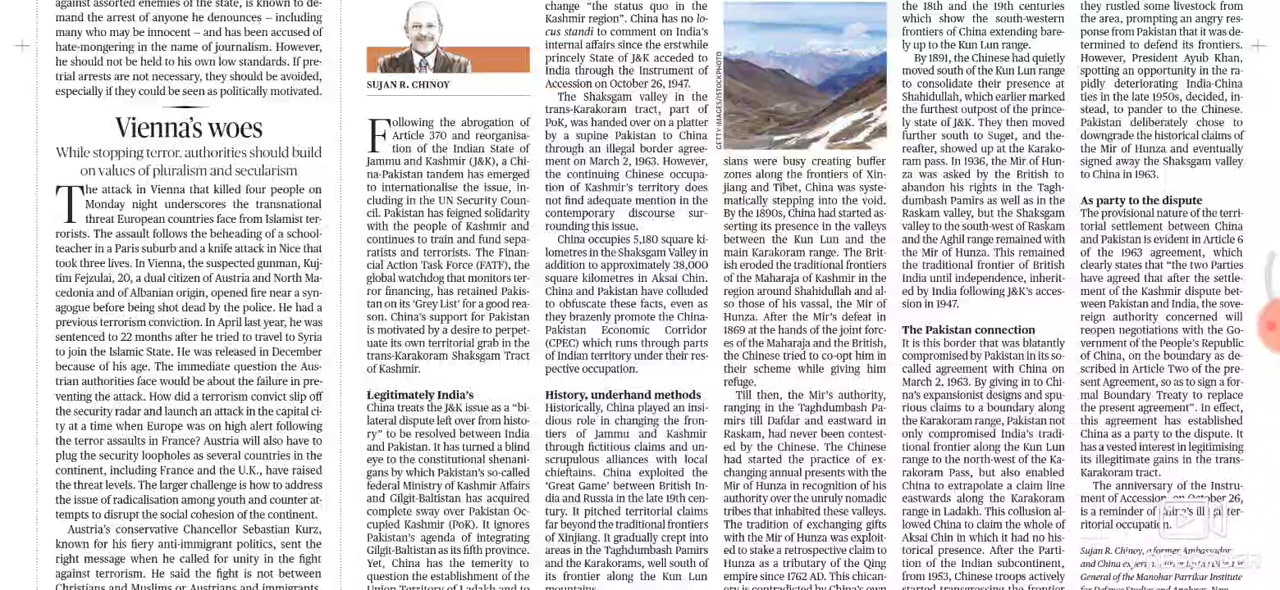 against assorted enemies of the state, is known to de-
mand the arrest of anyone he denounces – including
many who may be innocent – and has been accused of
hate-mongering in the name of journalism. However,
he should not be held to his own low standards. If pre-
trial arrests are not necessary, they should be avoided,
especially if they could be seen as politically motivated.
Vienna's woes
While stopping terror, authorities should build
on values of pluralism and secularism
The attack in Vienna that killed four people on
Monday night underscores the transnational
threat European countries face from Islamist ter-
rorists. The assault follows the beheading of a school-
teacher in a Paris suburb and a knife attack in Nice that
took three lives. In Vienna, the suspected gunman, Kuj-
tim Fejzulai, 20, a dual citizen of Austria and North Ma-
cedonia and of Albanian origin, opened fire near a syn-
agogue before being shot dead by the police. He had a
previous terrorism conviction. In April last year, he was
sentenced to 22 months after he tried to travel to Syria
to join the Islamic State. He was released in December
because of his age. The immediate question the Aus-
trian authorities face would be about the failure in pre-
venting the attack. How did a terrorism convict slip off
the security radar and launch an attack in the capital ci-
ty at a time when Europe was on high alert following
the terror assaults in France? Austria will also have to
plug the security loopholes as several countries in the
continent, including France and the U.K., have raised
the threat levels. The larger challenge is how to address
the issue of radicalisation among youth and counter at-
tempts to disrupt the social cohesion of the continent.
Austria's conservative Chancellor Sebastian Kurz,
known for his fiery anti-immigrant politics, sent the
right message when he called for unity in the fight
against terrorism. He said the fight is not between
Christians and Muslims or Austrians and immigrants,
SUJAN R. CHINOY
Following the abrogation of
Article 370 and reorganisa-
tion of the Indian State of
Jammu and Kashmir (J&K), a Chi-
na-Pakistan tandem has emerged
to internationalise the issue, in-
cluding in the UN Security Coun-
cil. Pakistan has feigned solidarity
with the people of Kashmir and
continues to train and fund sepa-
ratists and terrorists. The Finan-
cial Action Task Force (FATF), the
global watchdog that monitors ter-
ror financing, has retained Pakis-
tan on its 'Grey List' for a good rea-
son. China's support for Pakistan
is motivated by a desire to perpet-
uate its own territorial grab in the
trans-Karakoram Shaksgam Tract
of Kashmir.
Legitimately India's
China treats the J&K issue as a "bi-
lateral dispute left over from histo-
ry" to be resolved between India
and Pakistan. It has turned a blind
eye to the constitutional shenani-
gans by which Pakistan's so-called
federal Ministry of Kashmir Affairs
and Gilgit-Baltistan has acquired
complete sway over Pakistan Oc-
cupied Kashmir (PoK). It ignores
Pakistan's agenda of integrating
Gilgit-Baltistan as its fifth province.
Yet, China has the temerity to
question the establishment of the
Union Territory of Ladakh and to
change "the status quo in the
Kashmir region". China has no lo-
cus standi to comment on India's
internal affairs since the erstwhile
princely State of J&K acceded to
India through the Instrument of
Accession on October 26, 1947.
The Shaksgam valley in the
trans-Karakoram tract, part of
PoK, was handed over on a platter
by a supine Pakistan to China
through an illegal border agree-
ment on March 2, 1963. However,
the continuing Chinese occupa-
tion of Kashmir's territory does
not find adequate mention in the
contemporary discourse sur-
rounding this issue.
China occupies 5,180 square ki-
lometres in the Shaksgam Valley in
addition to approximately 38,000
square kilometres in Aksai Chin.
China and Pakistan have colluded
to obfuscate these facts, even as
they brazenly promote the China-
Pakistan Economic Corridor
(CPEC) which runs through parts
of Indian territory under their res-
pective occupation.
History, underhand methods
Historically, China played an insi-
dious role in changing the fron-
tiers of Jammu and Kashmir
through fictitious claims and un-
scrupulous alliances with local
chieftains. China exploited the
'Great Game' between British In-
dia and Russia in the late 19th cen-
tury. It pitched territorial claims
far beyond the traditional frontiers
of Xinjiang. It gradually crept into
areas in the Taghdumbash Pamirs
and the Karakorams, well south of
its frontier along the Kun Lun
mountains.
GETTY IMAGES/ISTOCKPHOTO
sians were busy creating buffer
zones along the frontiers of Xin-
jiang and Tibet, China was syste-
matically stepping into the void.
By the 1890s, China had started as-
serting its presence in the valleys
between the Kun Lun and the
main Karakoram range. The Brit-
ish eroded the traditional frontiers
of the Maharaja of Kashmir in the
region around Shahidullah and al-
so those of his vassal, the Mir of
Hunza. After the Mir's defeat in
1869 at the hands of the joint forc-
es of the Maharaja and the British,
the Chinese tried to co-opt him in
their scheme while giving him
refuge.
Till then, the Mir's authority,
ranging in the Taghdumbash Pa-
mirs till Dafdar and eastward in
Raskam, had never been contest-
ed by the Chinese. The Chinese
had started the practice of ex-
changing annual presents with the
Mir of Hunza in recognition of his
authority over the unruly nomadic
tribes that inhabited these valleys.
The tradition of exchanging gifts
with the Mir of Hunza was exploit-
ed to stake a retrospective claim to
Hunza as a tributary of the Qing
empire since 1762 AD. This chican-
ery is contradicted by China's own
the 18th and the 19th centuries
which show the south-western
frontiers of China extending bare-
ly up to the Kun Lun range.
By 1891, the Chinese had quietly
moved south of the Kun Lun range
to consolidate their presence at
Shahidullah, which earlier marked
the furthest outpost of the prince-
ly state of J&K. They then moved
further south to Suget, and the-
reafter, showed up at the Karako-
ram pass. In 1936, the Mir of Hun-
za was asked by the British to
abandon his rights in the Tagh-
dumbash Pamirs as well as in the
Raskam valley, but the Shaksgam
valley to the south-west of Raskam
and the Aghil range remained with
the Mir of Hunza. This remained
the traditional frontier of British
India until independence, inherit-
ed by India following J&K's acces-
sion in 1947.
The Pakistan connection
It is this border that was blatantly
compromised by Pakistan in its so-
called agreement with China on
March 2, 1963. By giving in to Chi-
na's expansionist designs and spu-
rious claims to a boundary along
the Karakoram range, Pakistan not
only compromised India's tradi-
tional frontier along the Kun Lun
range to the north-west of the Ka-
rakoram Pass, but also enabled
China to extrapolate a claim line
eastwards along the Karakoram
range in Ladakh. This collusion al-
lowed China to claim the whole of
Aksai Chin in which it had no his-
torical presence. After the Parti-
tion of the Indian subcontinent,
from 1953, Chinese troops actively
started transgressing the frontier
they rustled some livestock from
the area, prompting an angry res-
ponse from Pakistan that it was de-
termined to defend its frontiers.
However, President Ayub Khan,
spotting an opportunity in the ra-
pidly deteriorating India-China
ties in the late 1950s, decided, in-
stead, to pander to the Chinese.
Pakistan deliberately chose to
downgrade the historical claims of
the Mir of Hunza and eventually
signed away the Shaksgam valley
to China in 1963.
As party to the dispute
The provisional nature of the terri-
torial settlement between China
and Pakistan is evident in Article 6
of the 1963 agreement, which
clearly states that "the two Parties
have agreed that after the settle-
ment of the Kashmir dispute bet-
ween Pakistan and India, the sove-
reign authority concerned will
reopen negotiations with the Go-
vernment of the People's Republic
of China, on the boundary as de-
scribed in Article Two of the pre-
sent Agreement, so as to sign a for-
mal Boundary Treaty to replace
the present agreement". In effect,
this agreement has established
China as a party to the dispute. It
has a vested interest in legitimising
its illegitimate gains in the trans-
Karakoram tract.
The anniversary of the Instru-
ment of Accession, on October 26,
is a reminder of China's illegal ter-
ritorial occupation.
Sujan R. Chinoy, a former Ambassador
and China
General of the Manohar Parrikar Institute
for Defence Studies and Analyses, New